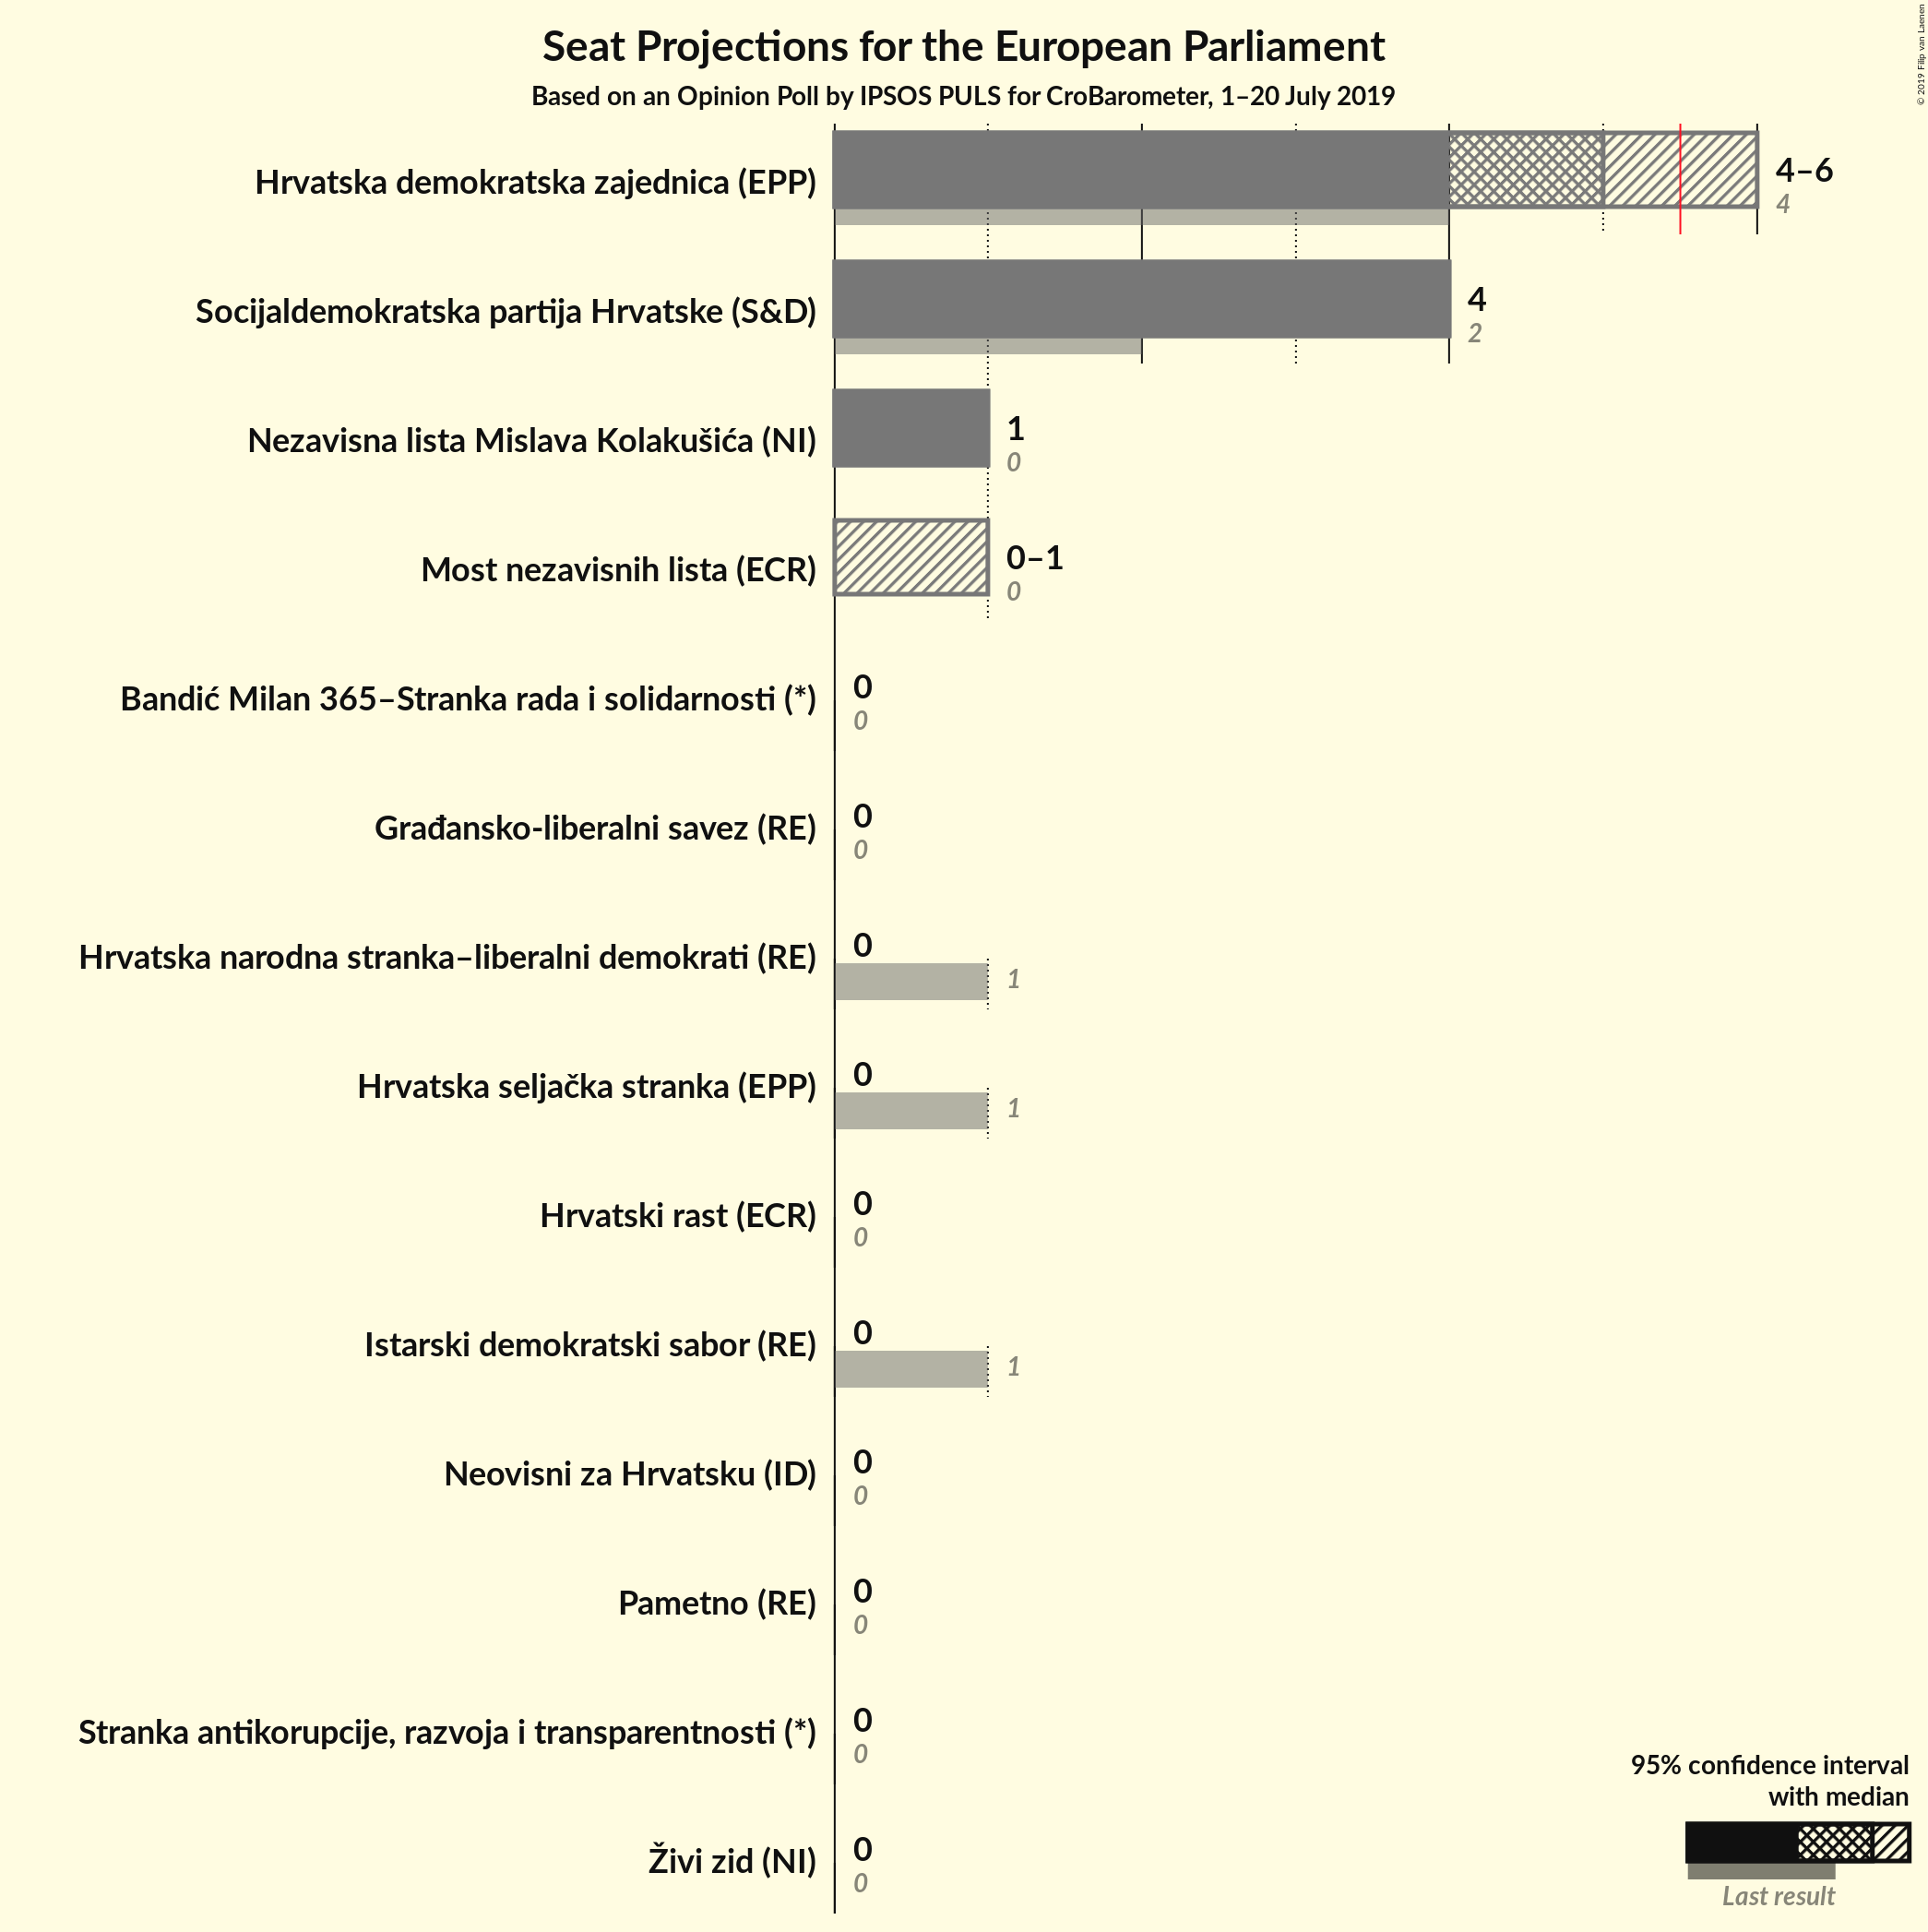 Seat Projections for the European Parliament
Based on an Opinion Poll by IPSOS PULS for CroBarometer, 1–20 July 2019
© 2019 Filip van Laenen
Hrvatska demokratska zajednica (EPP)
4–6
4
Socijaldemokratska partija Hrvatske (S&D)
4
2
Nezavisna lista Mislava Kolakušića (NI)
1
0
Most nezavisnih lista (ECR)
0–1
0
Bandić Milan 365–Stranka rada i solidarnosti (*)
0
0
Građansko-liberalni savez (RE)
0
0
Hrvatska narodna stranka–liberalni demokrati (RE)
0
1
Hrvatska seljačka stranka (EPP)
0
1
Hrvatski rast (ECR)
0
0
Istarski demokratski sabor (RE)
0
1
Neovisni za Hrvatsku (ID)
0
0
Pametno (RE)
0
0
Stranka antikorupcije, razvoja i transparentnosti (*)
0
0
Živi zid (NI)
0
0
95% confidence interval
with median
Last result